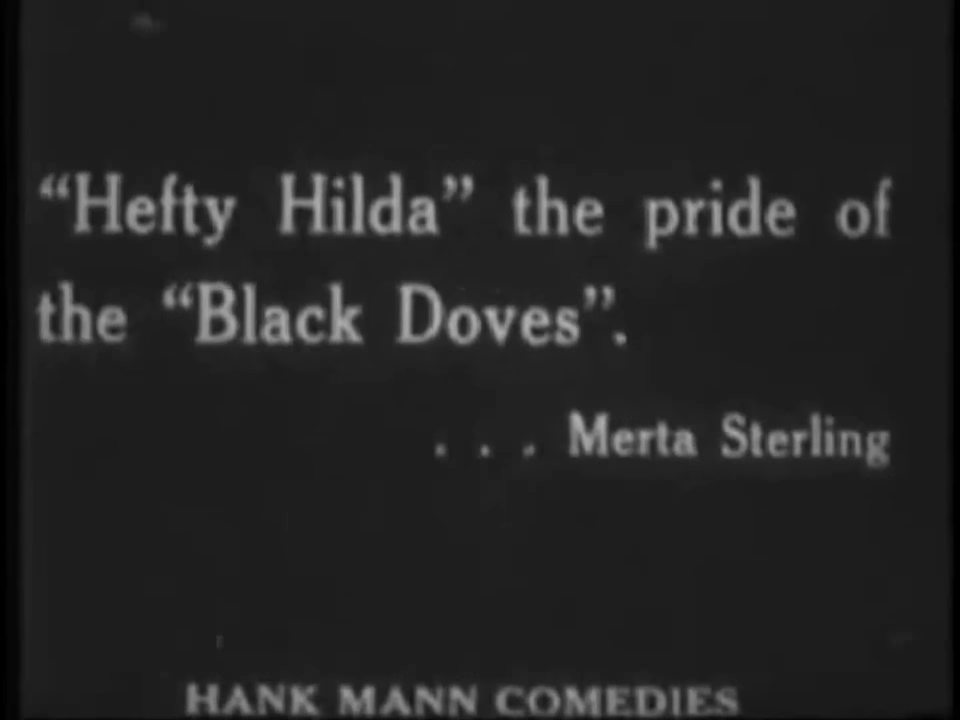 “Hefty Hilda” the pride of
the “Black Doves”.
. . . Merta Sterling
HANK MANN COMEDIES